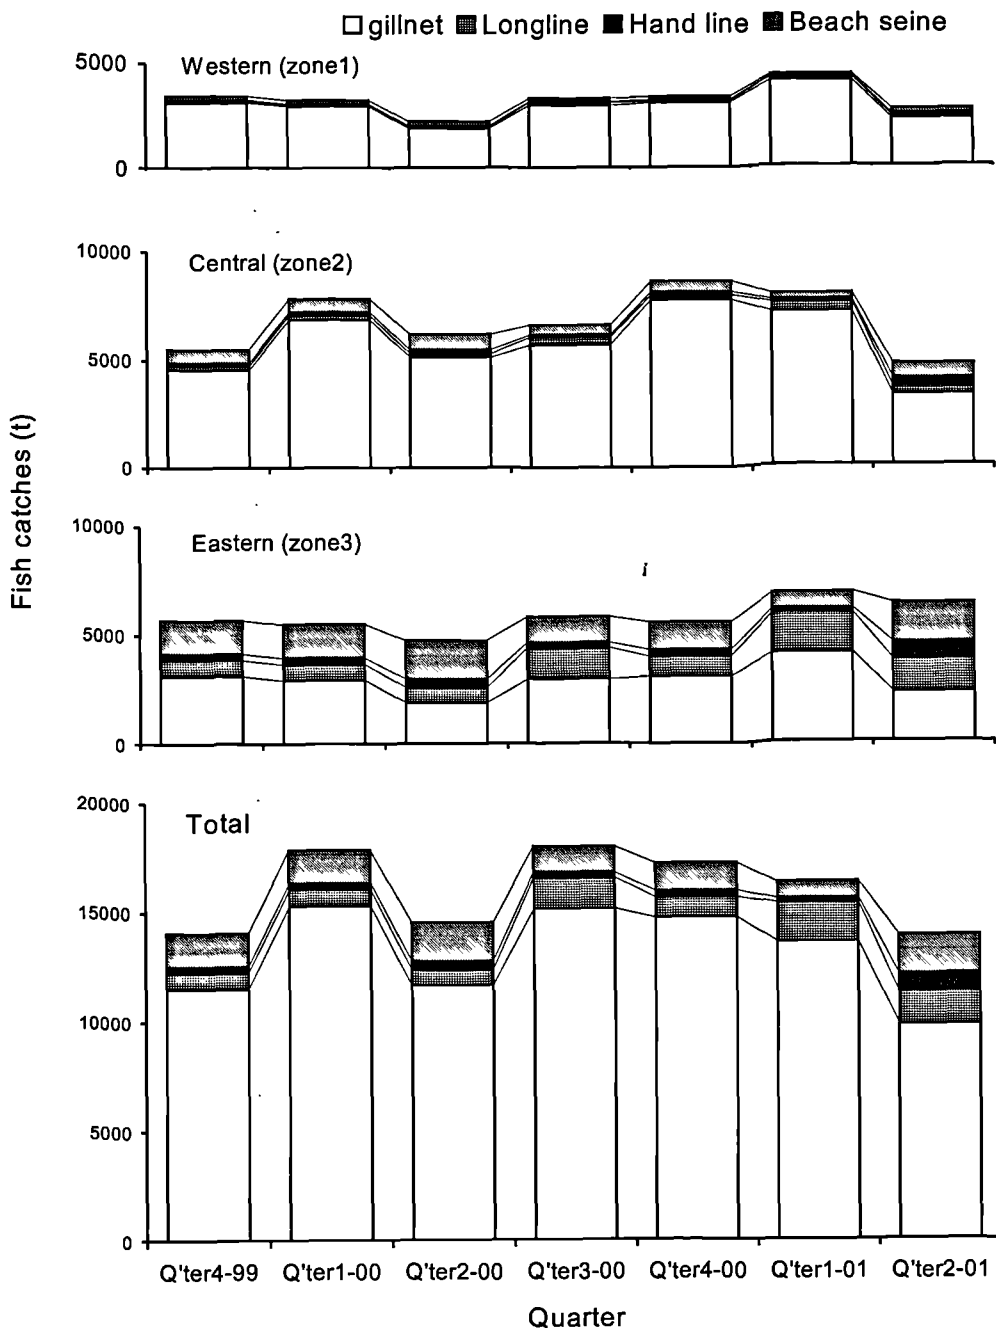 gillnet Longline Hand line Beach seine
5000
Western (zone1)
0
10000
Central (zone2)
5000
0
Fish catches (t)
10000
Eastern (zone3)
5000
0
20000
Total
15000
10000
5000
0
Q'ter4-99 Q'ter1-00 Q'ter2-00 Q'ter3-00 Q'ter4-00 Q'ter1-01 Q'ter2-01
Quarter